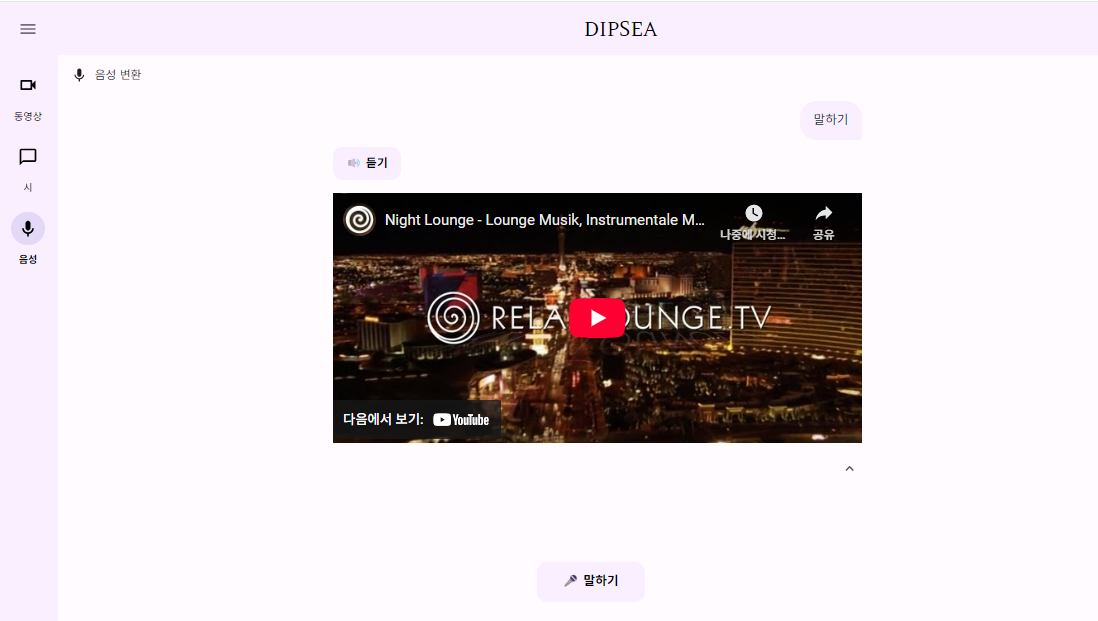 DIPSEA
음성 변환
동영상
시
음성
말하기
듣기
Night Lounge - Lounge Musik, Instrumentale M...
나중에 시청...
공유
RELA OUNGE.TV
다음에서 보기: YouTube
말하기